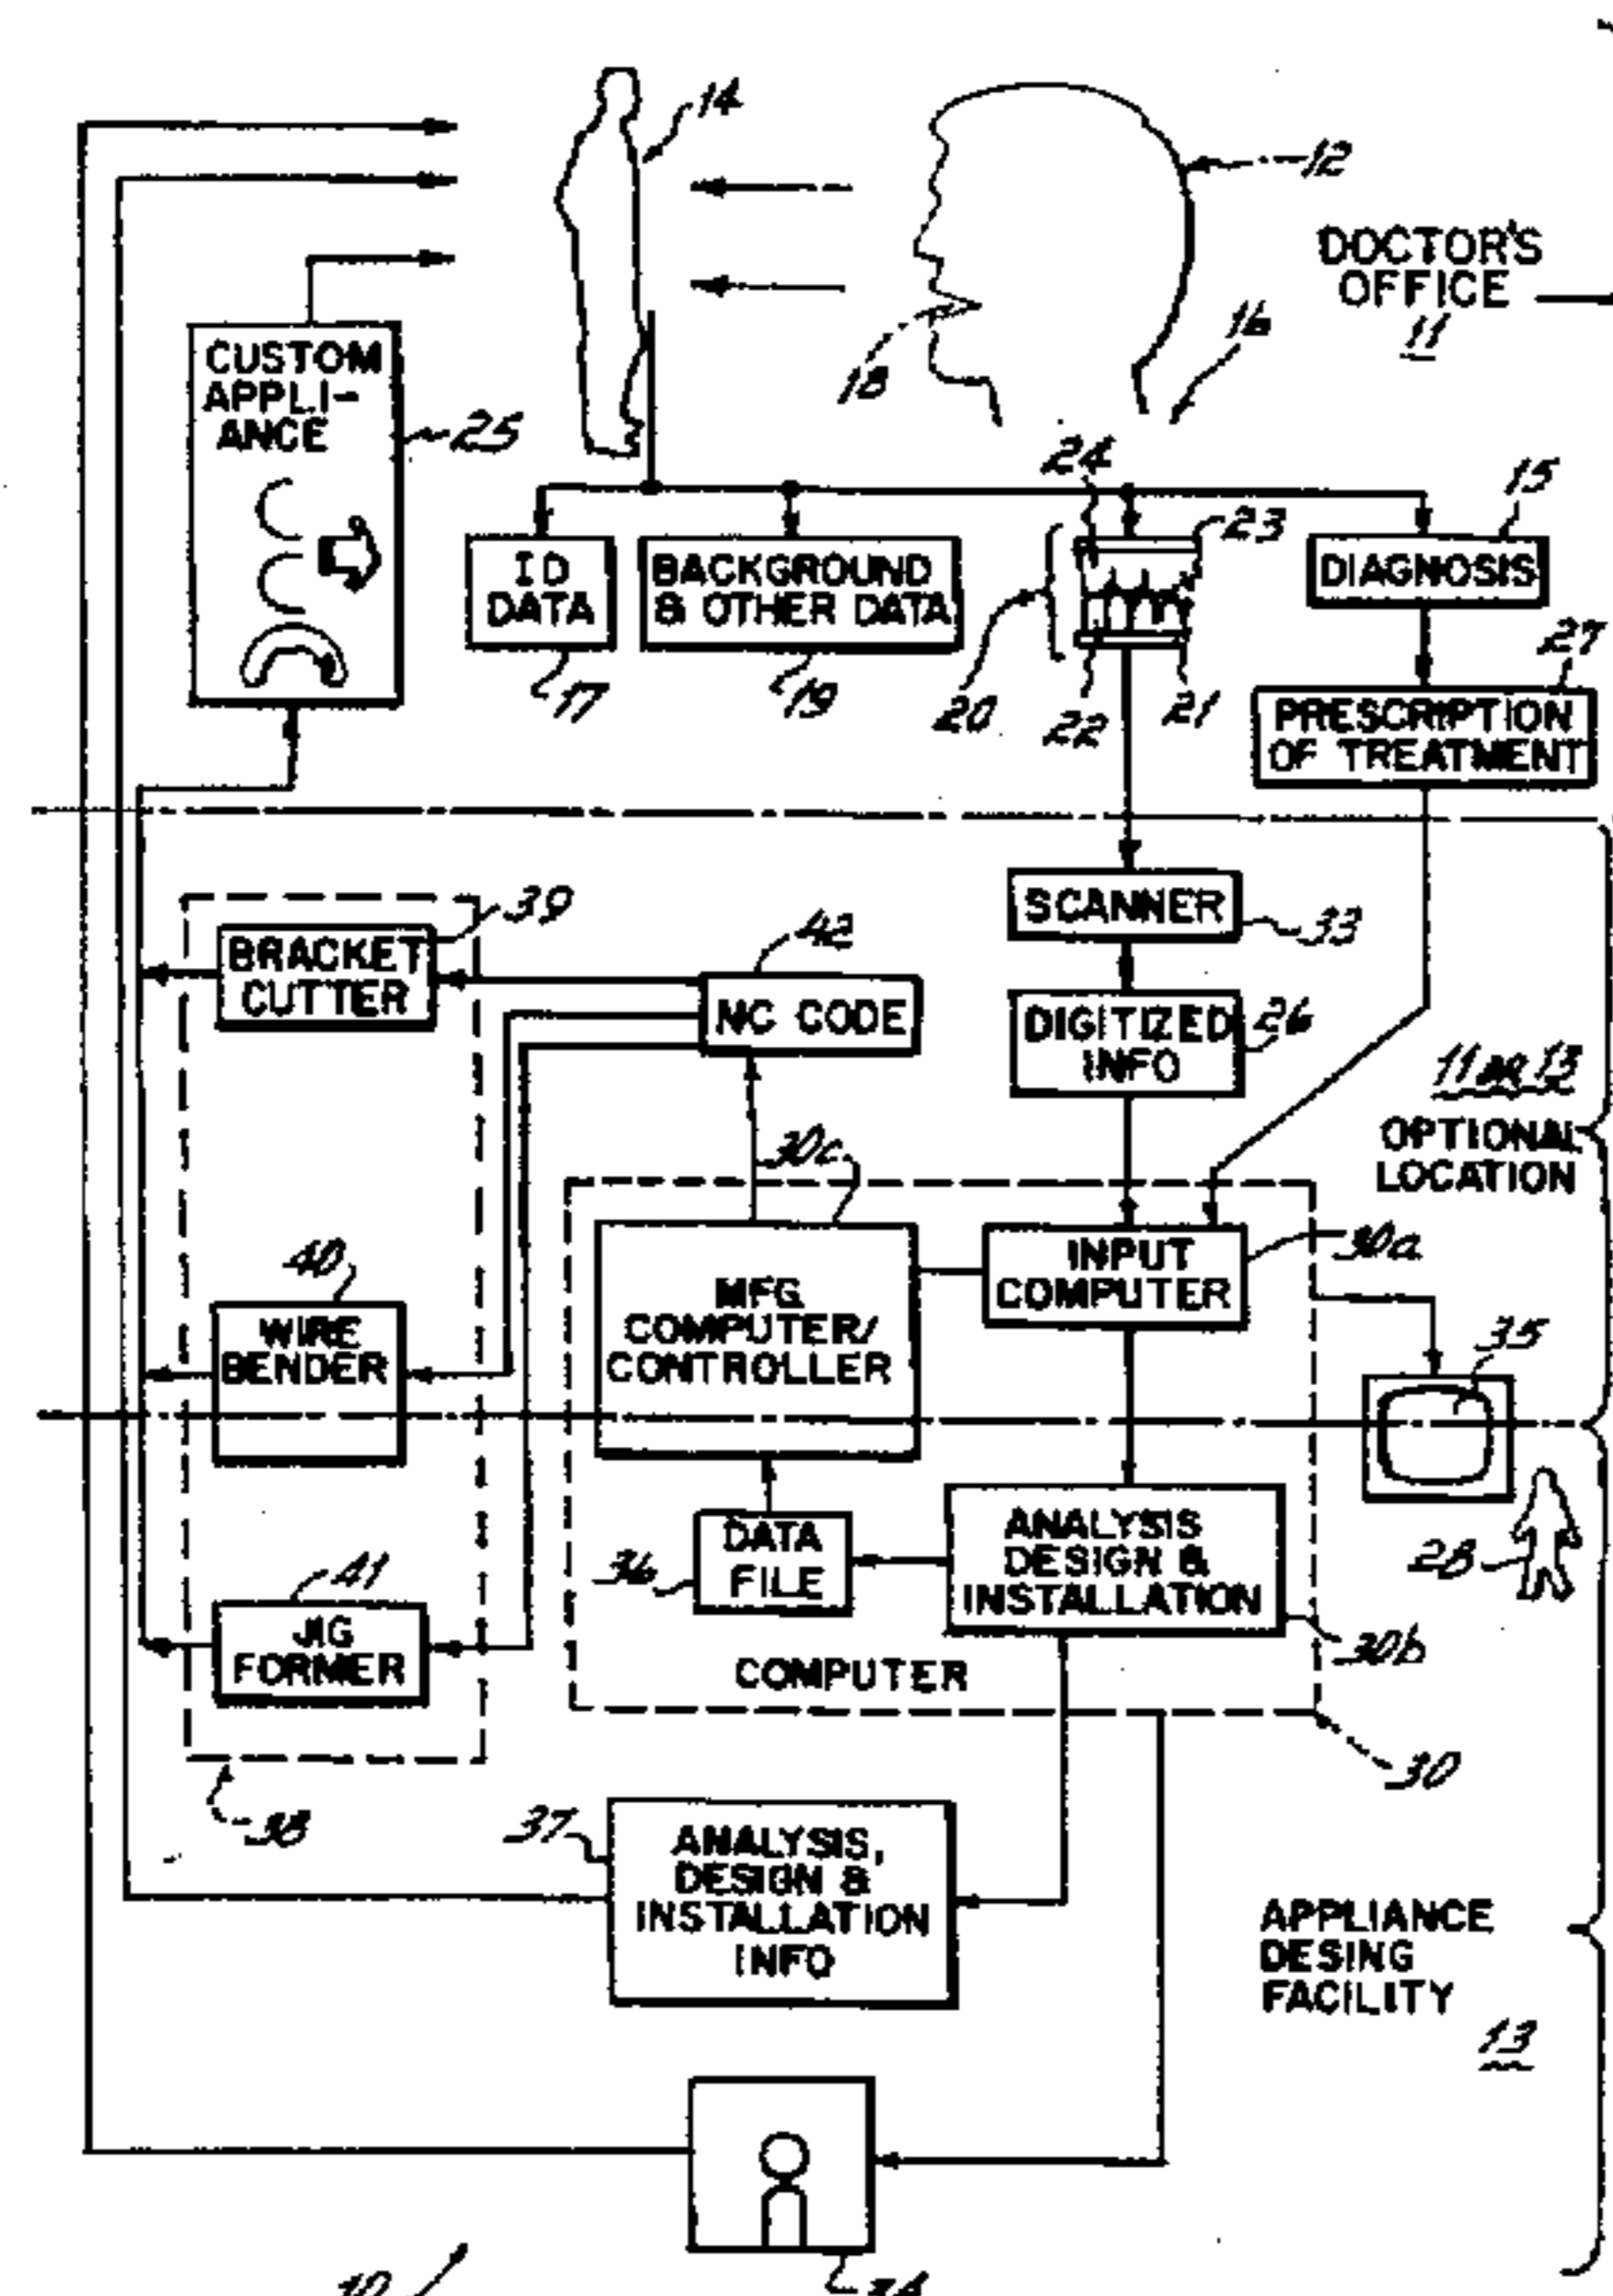 14
12
DOCTOR'S
OFFICE
11
16
18
CUSTOM
APPLI-
ANCE
25
24
23
15
ID
DATA
BACKGROUND
& OTHER DATA
DIAGNOSIS
20
27
17
19
22
21
PRESCRIPTION
OF TREATMENT
39
SCANNER
33
42
BRACKET
CUTTER
NC CODE
DIGITIZED
INFO
26
11 OR 13
OPTIONAL
LOCATION
30c
30a
INPUT
COMPUTER
40
MFG
COMPUTER/
CONTROLLER
WIRE
BENDER
35
DATA
FILE
36
ANALYSIS
DESIGN &
INSTALLATION
28
41
JIG
FORMER
30b
COMPUTER
30
38
37
ANALYSIS,
DESIGN &
INSTALLATION
INFO
APPLIANCE
DESING
FACILITY
13
10